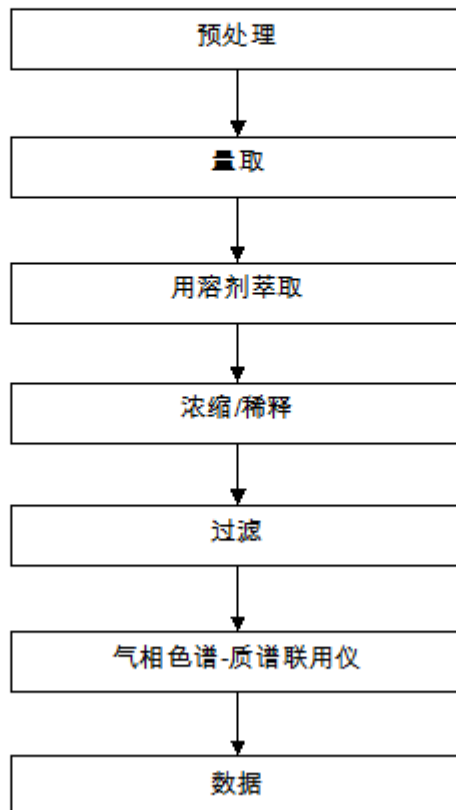 预处理
量取
用溶剂萃取
浓缩/稀释
过滤
气相色谱-质谱联用仪
数据